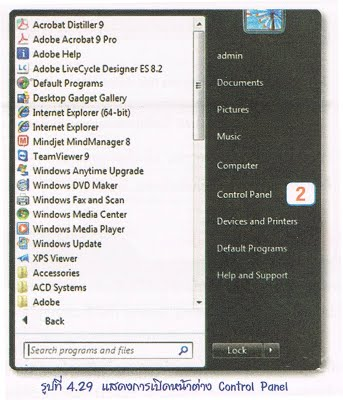 Acrobat Distiller 9
Adobe Acrobat 9 Pro
Adobe Help
Adobe LiveCycle Designer ES 8.2
Default Programs
Desktop Gadget Gallery
Internet Explorer (64-bit)
Internet Explorer
Mindjet MindManager 8
TeamViewer 9
Windows Anytime Upgrade
Windows DVD Maker
Windows Fax and Scan
Windows Media Center
Windows Media Player
Windows Update
XPS Viewer
Accessories
ACD Systems
Adobe
Back
Search programs and files
admin
Documents
Pictures
Music
Computer
Control Panel 2
Devices and Printers
Default Programs
Help and Support
Lock
รูปที่ 4.29 แสดงการเปิดหน้าต่าง Control Panel